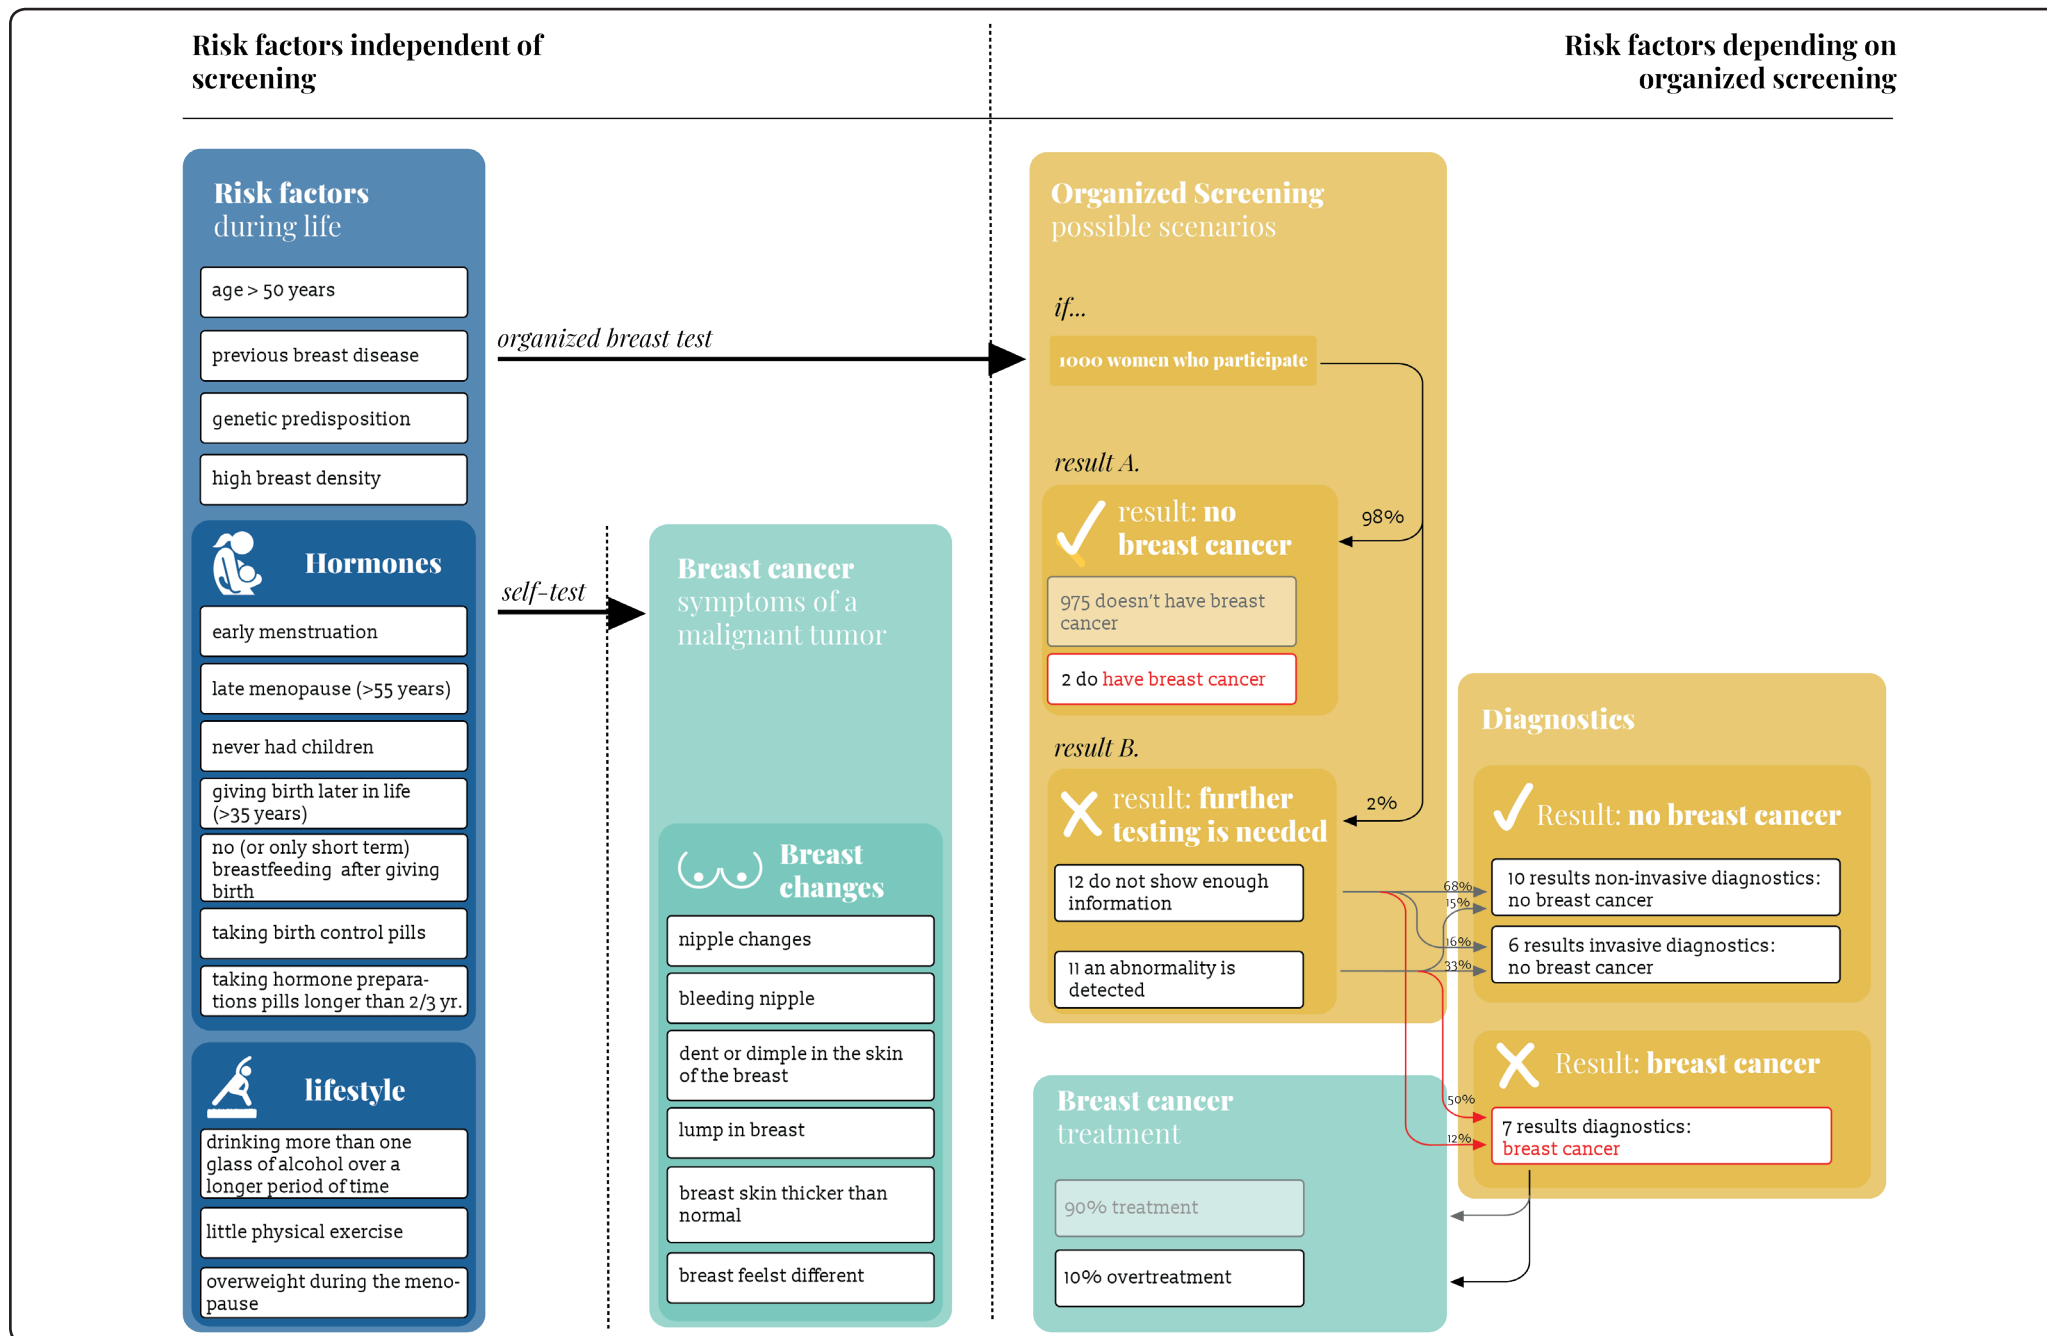 Risk factors independent of
screening
Risk factors depending on
organized screening
Risk factors
during life
age > 50 years
previous breast disease
genetic predisposition
high breast density
Hormones
early menstruation
late menopause (>55 years)
never had children
giving birth later in life
(>35 years)
no (or only short term)
breastfeeding after giving
birth
taking birth control pills
taking hormone prepara-
tions pills longer than 2/3 yr.
lifestyle
drinking more than one
glass of alcohol over a
longer period of time
little physical exercise
overweight during the meno-
pause
organized breast test
self-test
Breast cancer
symptoms of a
malignant tumor
Breast
changes
nipple changes
bleeding nipple
dent or dimple in the skin
of the breast
lump in breast
breast skin thicker than
normal
breast feelst different
Organized Screening
possible scenarios
if...
1000 women who participate
result A.
98%
result: no
breast cancer
975 doesn't have breast
cancer
2 do have breast cancer
result B.
2%
result: further
testing is needed
12 do not show enough
information
11 an abnormality is
detected
68%
15%
16%
33%
50%
12%
Diagnostics
Result: no breast cancer
10 results non-invasive diagnostics:
no breast cancer
6 results invasive diagnostics:
no breast cancer
Result: breast cancer
7 results diagnostics:
breast cancer
Breast cancer
treatment
90% treatment
10% overtreatment